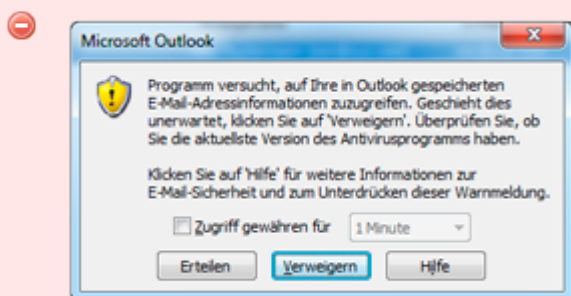 Microsoft Outlook
Programm versucht, auf Ihre in Outlook gespeicherten
E-Mail-Adressinformationen zuzugreifen. Geschieht dies
unerwartet, klicken Sie auf 'Verweigern'. Überprüfen Sie, ob
Sie die aktuellste Version des Antivirusprogramms haben.
Klicken Sie auf 'Hilfe' für weitere Informationen zur
E-Mail-Sicherheit und zum Unterdrücken dieser Warnmeldung.
Zugriff gewähren für 1 Minute
Erteilen Verweigern Hilfe